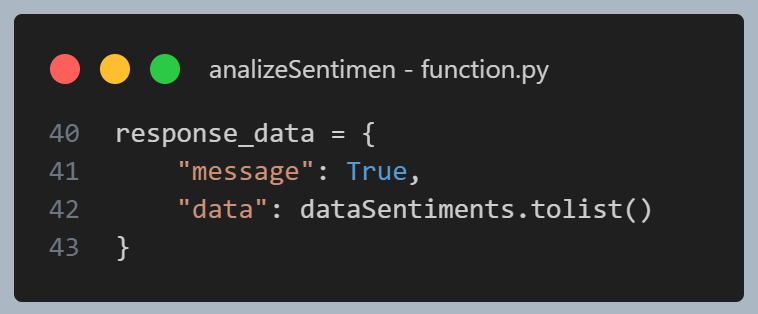 analizeSentimen - function.py
40 response_data = {
41     "message": True,
42     "data": dataSentiments.tolist()
43 }